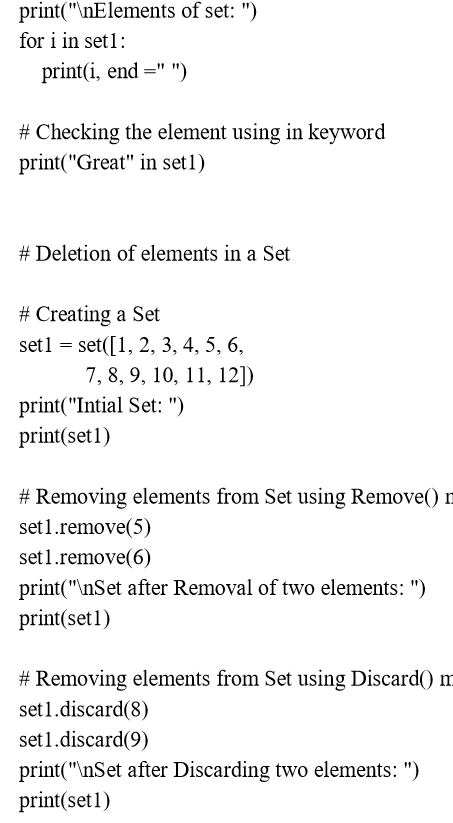 print("\nElements of set: ")
for i in set1:
    print(i, end =" ")
# Checking the element using in keyword
print("Great" in set1)
# Deletion of elements in a Set
# Creating a Set
set1 = set([1, 2, 3, 4, 5, 6,
            7, 8, 9, 10, 11, 12])
print("Intial Set: ")
print(set1)
# Removing elements from Set using Remove()
set1.remove(5)
set1.remove(6)
print("\nSet after Removal of two elements: ")
print(set1)
# Removing elements from Set using Discard()
set1.discard(8)
set1.discard(9)
print("\nSet after Discarding two elements: ")
print(set1)